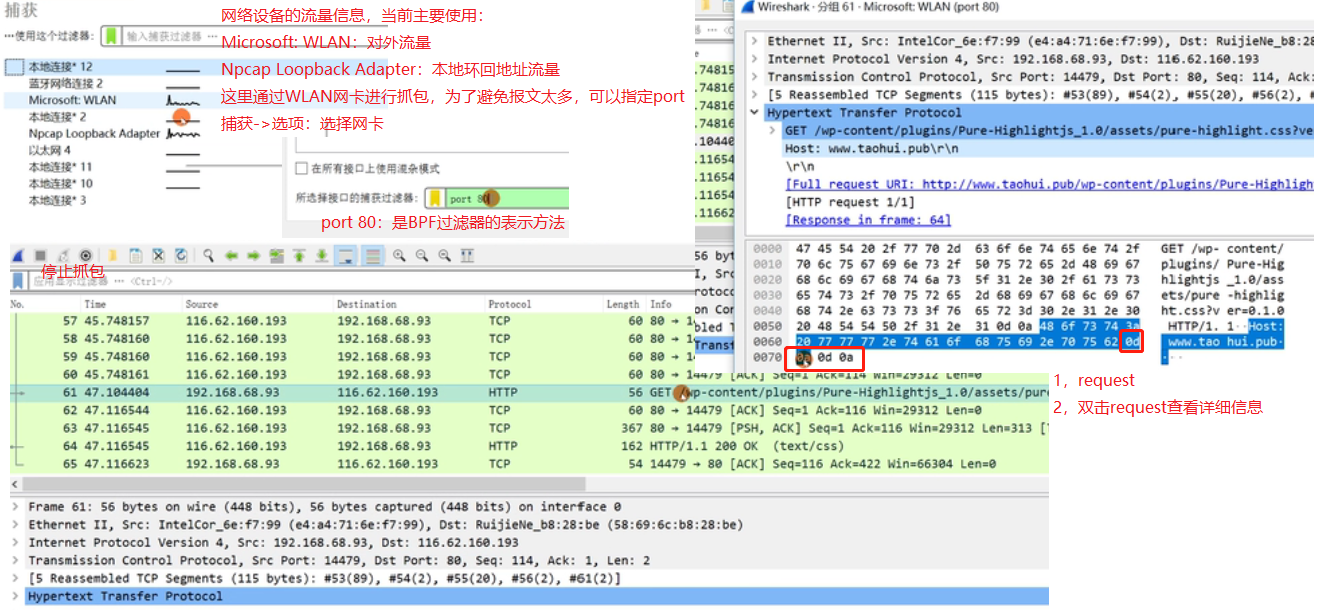 捕获
…使用这个过滤器:
输入捕获过滤器 …
本地连接* 12
蓝牙网络连接 2
Microsoft: WLAN
本地连接* 2
Npcap Loopback Adapter
以太网 4
本地连接* 11
本地连接* 10
本地连接* 3
网络设备的流量信息，当前主要使用：
Microsoft: WLAN：对外流量
Npcap Loopback Adapter：本地环回地址流量
这里通过WLAN网卡进行抓包，为了避免报文太多，可以指定port
捕获->选项：选择网卡
在所有接口上使用混杂模式
所选择接口的捕获过滤器:
port 80
port 80：是BPF过滤器的表示方法
停止抓包
应用显示过滤器 … <Ctrl-/>
No. Time Source Destination Protocol Length Info
57 45.748157 116.62.160.193 192.168.68.93 TCP 60 80 → 1
58 45.748160 116.62.160.193 192.168.68.93 TCP 60 80 → 1
59 45.748160 116.62.160.193 192.168.68.93 TCP 60 80 → 1
60 45.748161 116.62.160.193 192.168.68.93 TCP 60 80 → 14479 [ACK] Seq=1 Ack=114 Win=29312 Len=0
61 47.104404 192.168.68.93 116.62.160.193 HTTP 56 GET /wp-content/plugins/Pure-Highlightjs_1.0/assets/pure
62 47.116544 116.62.160.193 192.168.68.93 TCP 60 80 → 14479 [ACK] Seq=1 Ack=116 Win=29312 Len=0
63 47.116545 116.62.160.193 192.168.68.93 TCP 367 80 → 14479 [PSH, ACK] Seq=1 Ack=116 Win=29312 Len=313 [
64 47.116545 116.62.160.193 192.168.68.93 HTTP 162 HTTP/1.1 200 OK (text/css)
65 47.116623 192.168.68.93 116.62.160.193 TCP 54 14479 → 80 [ACK] Seq=116 Ack=422 Win=66304 Len=0
Frame 61: 56 bytes on wire (448 bits), 56 bytes captured (448 bits) on interface 0
Ethernet II, Src: IntelCor_6e:f7:99 (e4:a4:71:6e:f7:99), Dst: RuijieNe_b8:28:be (58:69:6c:b8:28:be)
Internet Protocol Version 4, Src: 192.168.68.93, Dst: 116.62.160.193
Transmission Control Protocol, Src Port: 14479, Dst Port: 80, Seq: 114, Ack: 1, Len: 2
[5 Reassembled TCP Segments (115 bytes): #53(89), #54(2), #55(20), #56(2), #61(2)]
Hypertext Transfer Protocol
Wireshark · 分组 61 · Microsoft: WLAN (port 80)
Ethernet II, Src: IntelCor_6e:f7:99 (e4:a4:71:6e:f7:99), Dst: RuijieNe_b8:28
Internet Protocol Version 4, Src: 192.168.68.93, Dst: 116.62.160.193
Transmission Control Protocol, Src Port: 14479, Dst Port: 80, Seq: 114, Ack:
[5 Reassembled TCP Segments (115 bytes): #53(89), #54(2), #55(20), #56(2), #
Hypertext Transfer Protocol
GET /wp-content/plugins/Pure-Highlightjs_1.0/assets/pure-highlight.css?ve
Host: www.taohui.pub\r\n
\r\n
[Full request URI: http://www.taohui.pub/wp-content/plugins/Pure-Highligh
[HTTP request 1/1]
[Response in frame: 64]
0000 47 45 54 20 2f 77 70 2d 63 6f 6e 74 65 6e 74 2f GET /wp- content/
0010 70 6c 75 67 69 6e 73 2f 50 75 72 65 2d 48 69 67 plugins/ Pure-Hig
0020 68 6c 69 67 68 74 6a 73 5f 31 2e 30 2f 61 73 73 hlightjs _1.0/ass
0030 65 74 73 2f 70 75 72 65 2d 68 69 67 68 6c 69 67 ets/pure -highlig
0040 68 74 2e 63 73 73 3f 76 65 72 3d 30 2e 31 2e 30 ht.css?v er=0.1.0
0050 20 48 54 54 50 2f 31 2e 31 0d 0a 48 6f 73 74 3a HTTP/1. 1··Host:
0060 20 77 77 77 2e 74 61 6f 68 75 69 2e 70 75 62 0d www.tao hui.pub·
0070 0a 0d 0a ···
1，request
2，双击request查看详细信息